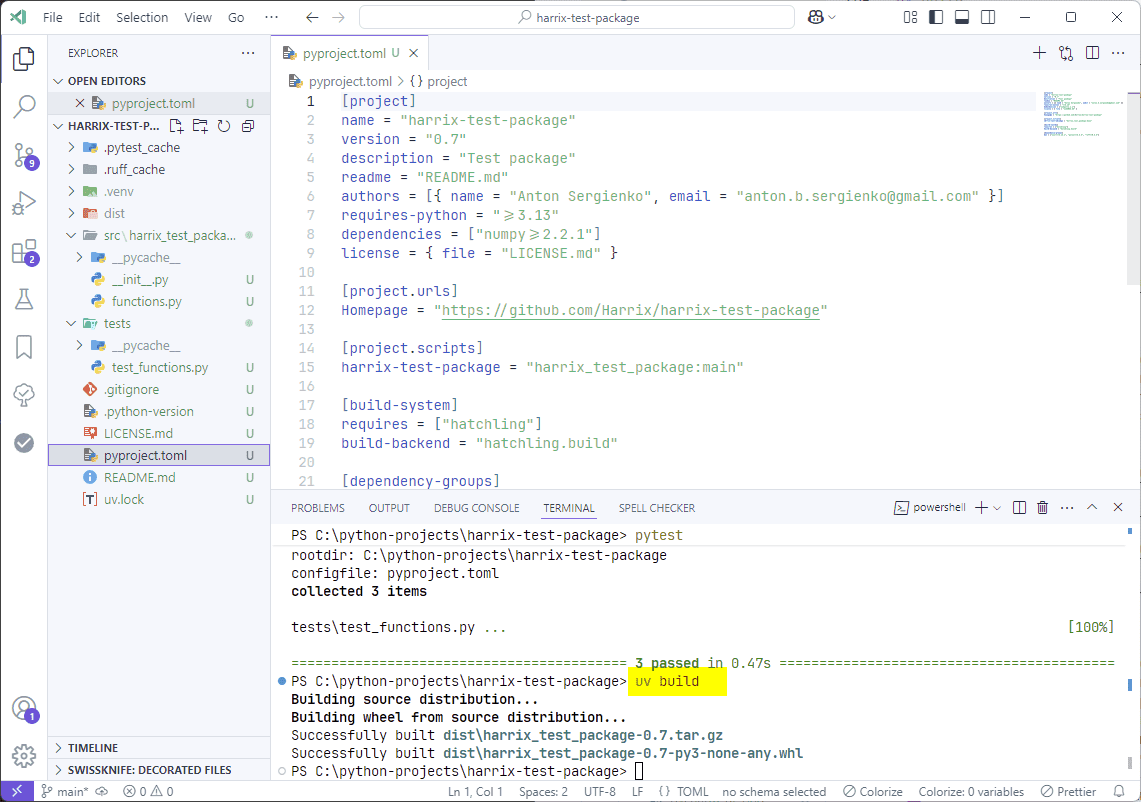 File Edit Selection View Go ··· harrix-test-package
EXPLORER ···
OPEN EDITORS
pyproject.toml U
HARRIX-TEST-P...
.pytest_cache
.ruff_cache
.venv
dist
src\harrix_test_packa...
__pycache__
__init__.py U
functions.py U
tests
__pycache__
test_functions.py U
.gitignore U
.python-version U
LICENSE.md U
pyproject.toml U
README.md U
uv.lock U
TIMELINE
SWISSKNIFE: DECORATED FILES
9
2
1
pyproject.toml U
pyproject.toml > {} project
1 [project]
2 name = "harrix-test-package"
3 version = "0.7"
4 description = "Test package"
5 readme = "README.md"
6 authors = [{ name = "Anton Sergienko", email = "anton.b.sergienko@gmail.com" }]
7 requires-python = ">=3.13"
8 dependencies = ["numpy>=2.2.1"]
9 license = { file = "LICENSE.md" }
10
11 [project.urls]
12 Homepage = "https://github.com/Harrix/harrix-test-package"
13
14 [project.scripts]
15 harrix-test-package = "harrix_test_package:main"
16
17 [build-system]
18 requires = ["hatchling"]
19 build-backend = "hatchling.build"
20
21 [dependency-groups]
PROBLEMS OUTPUT DEBUG CONSOLE TERMINAL SPELL CHECKER powershell
PS C:\python-projects\harrix-test-package> pytest
rootdir: C:\python-projects\harrix-test-package
configfile: pyproject.toml
collected 3 items
tests\test_functions.py ... [100%]
========================================== 3 passed in 0.47s ==========================================
PS C:\python-projects\harrix-test-package> uv build
Building source distribution...
Building wheel from source distribution...
Successfully built dist\harrix_test_package-0.7.tar.gz
Successfully built dist\harrix_test_package-0.7-py3-none-any.whl
PS C:\python-projects\harrix-test-package>
main* 0 0 Ln 1, Col 1 Spaces: 2 UTF-8 LF {} TOML no schema selected Colorize Colorize: 0 variables Prettier